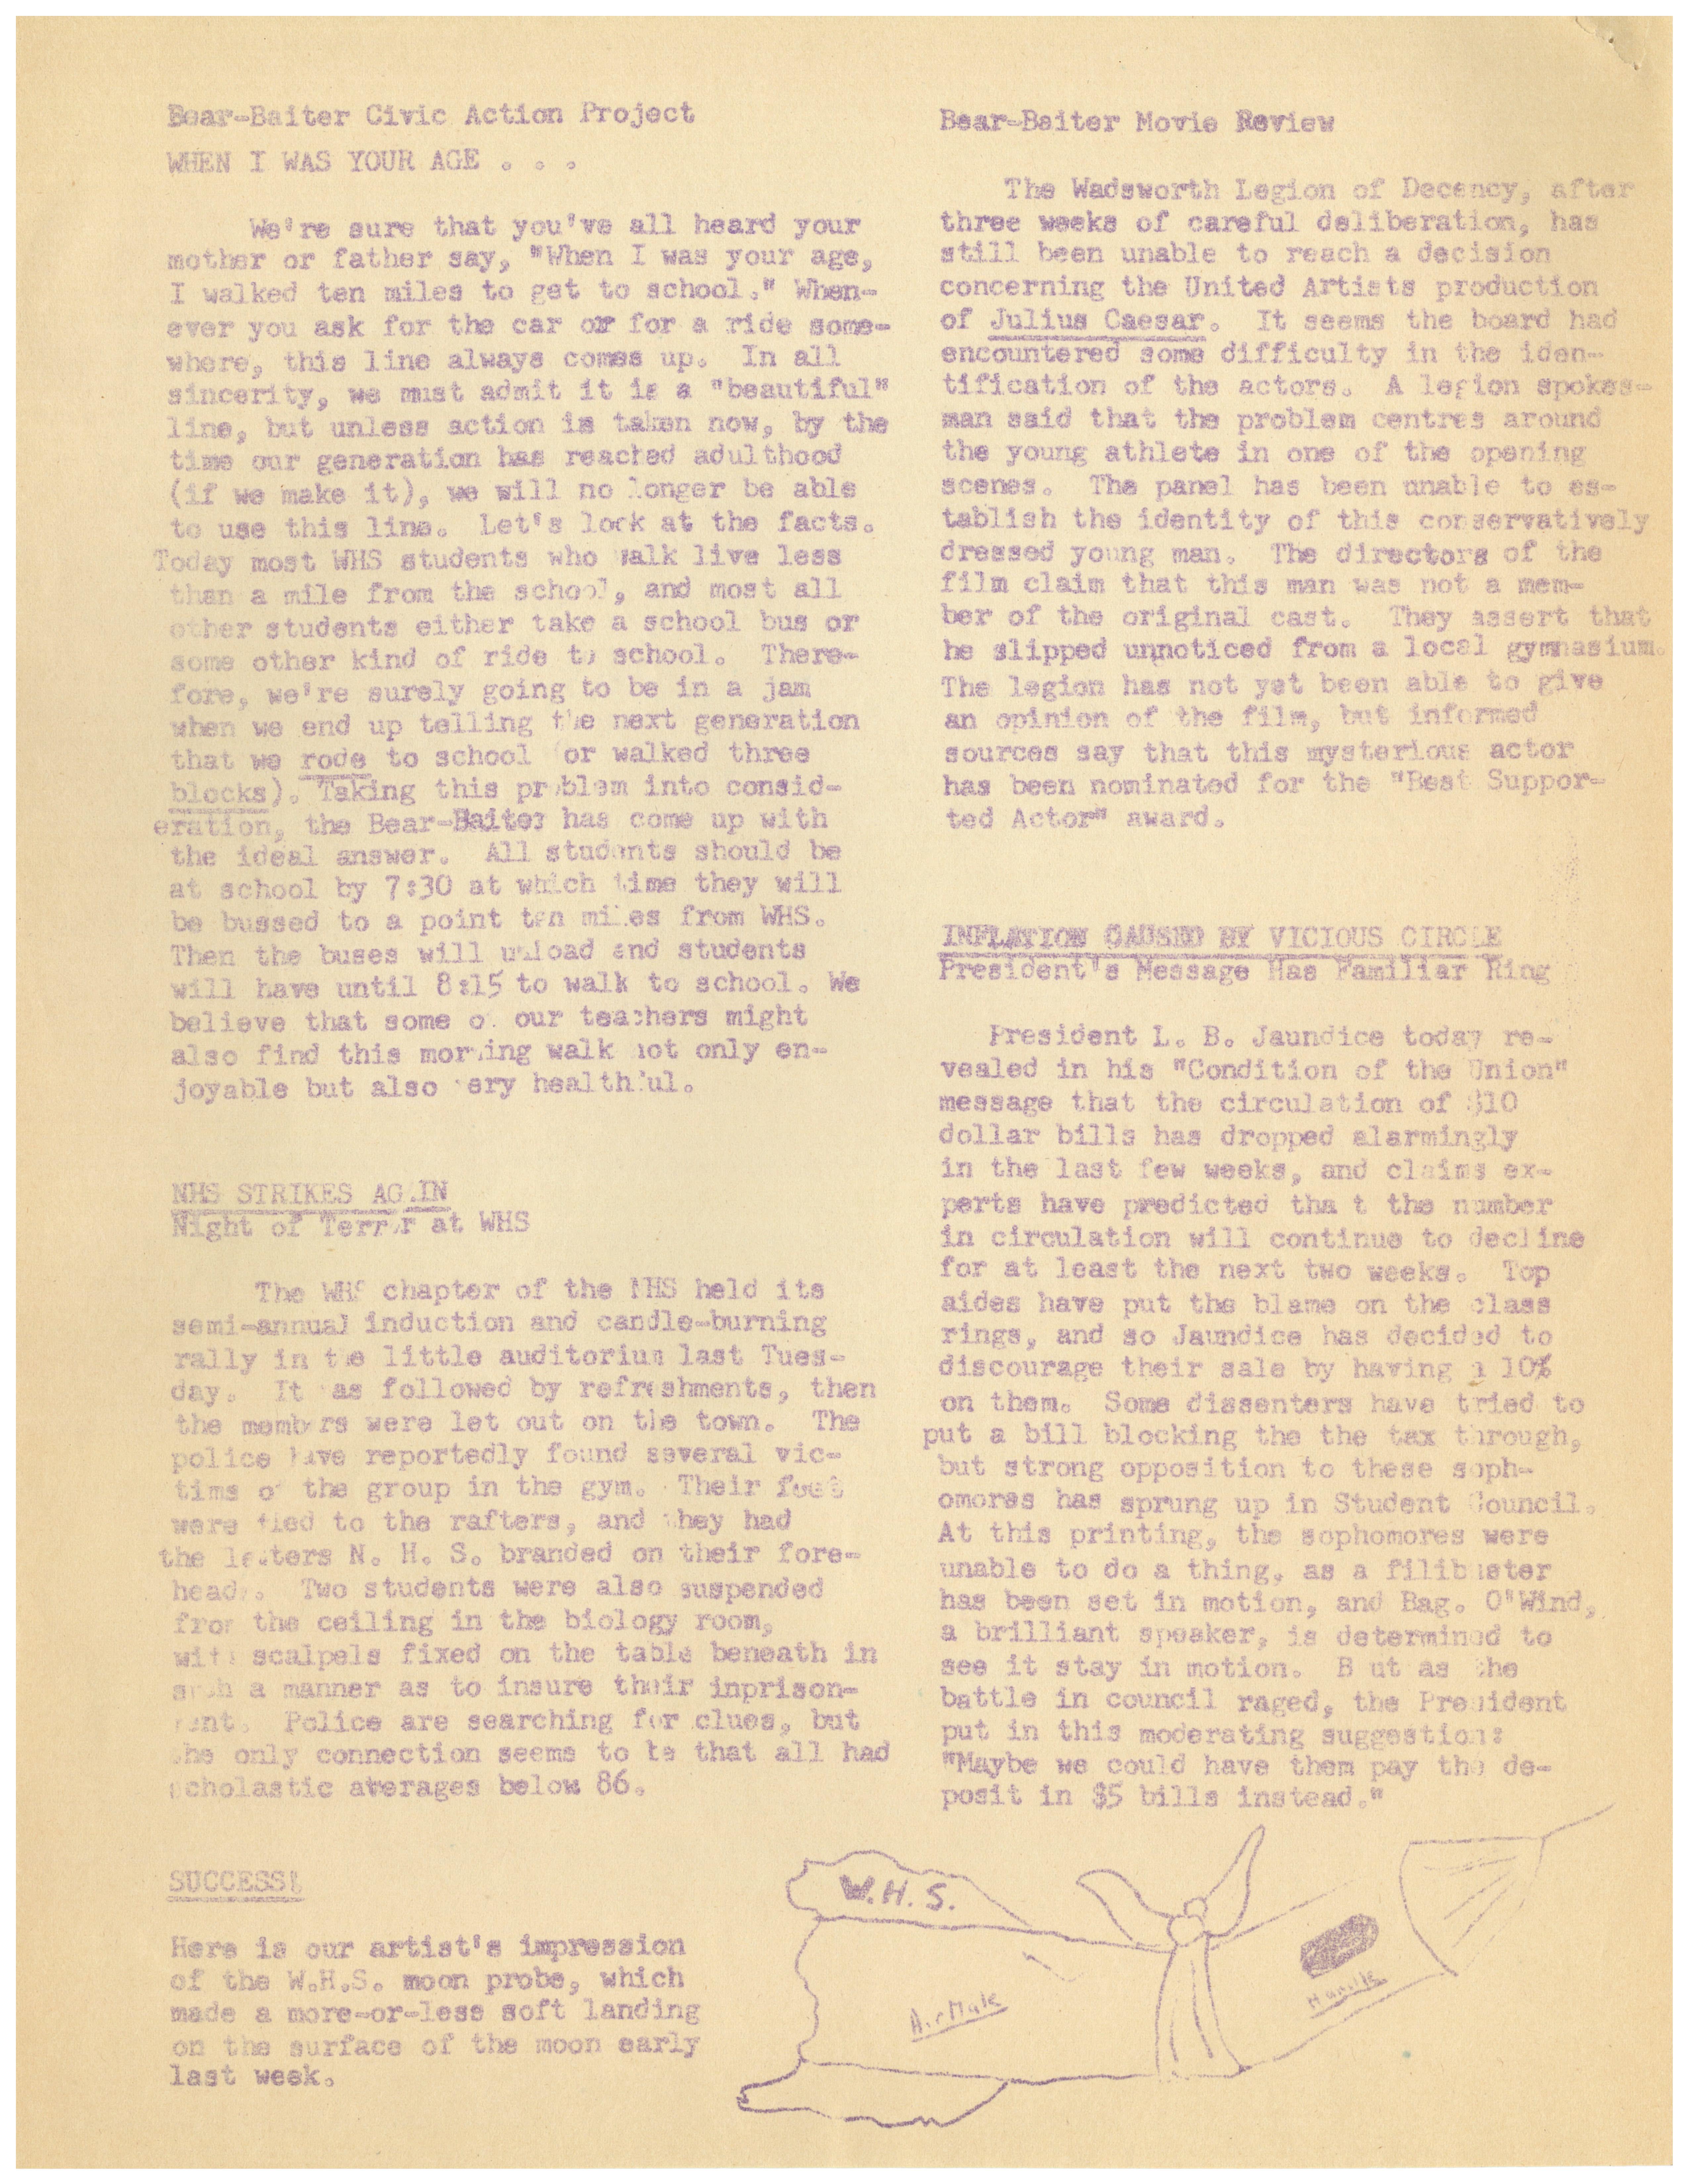 Bear-Baiter Civic Action Project
WHEN I WAS YOUR AGE . . .
We're sure that you've all heard your
mother or father say, "When I was your age,
I walked ten miles to get to school." When-
ever you ask for the car or for a ride some-
where, this line always comes up. In all
sincerity, we must admit it is a "beautiful"
line, but unless action is taken now, by the
time our generation has reached adulthood
(if we make it), we will no longer be able
to use this line. Let's look at the facts.
Today most WHS students who walk live less
than a mile from the school, and most all
other students either take a school bus or
some other kind of ride to school. There-
fore, we're surely going to be in a jam
when we end up telling the next generation
that we rode to school (or walked three
blocks). Taking this problem into consid-
eration, the Bear-Baiter has come up with
the ideal answer. All students should be
at school by 7:30 at which time they will
be bussed to a point ten miles from WHS.
Then the buses will unload and students
will have until 8:15 to walk to school. We
believe that some of our teachers might
also find this morning walk not only en-
joyable but also very healthful.
NHS STRIKES AGAIN
Night of Terror at WHS
The WHS chapter of the NHS held its
semi-annual induction and candle-burning
rally in the little auditorium last Tues-
day. It was followed by refreshments, then
the members were let out on the town. The
police have reportedly found several vic-
tims of the group in the gym. Their feet
were tied to the rafters, and they had
the letters N. H. S. branded on their fore-
heads. Two students were also suspended
from the ceiling in the biology room,
with scalpels fixed on the table beneath in
such a manner as to insure their inprison-
ment. Police are searching for clues, but
the only connection seems to be that all had
scholastic averages below 86.
SUCCESS!
Here is our artist's impression
of the W.H.S. moon probe, which
made a more-or-less soft landing
on the surface of the moon early
last week.
Bear-Baiter Movie Review
The Wadsworth Legion of Decency, after
three weeks of careful deliberation, has
still been unable to reach a decision
concerning the United Artists production
of Julius Caesar. It seems the board had
encountered some difficulty in the iden-
tification of the actors. A legion spokes-
man said that the problem centres around
the young athlete in one of the opening
scenes. The panel has been unable to es-
tablish the identity of this conservatively
dressed young man. The directors of the
film claim that this man was not a mem-
ber of the original cast. They assert that
he slipped unnoticed from a local gymnasium.
The legion has not yet been able to give
an opinion of the film, but informed
sources say that this mysterious actor
has been nominated for the "Best Suppor-
ted Actor" award.
INFLATION CAUSED BY VICIOUS CIRCLE
President's Message Has Familiar Ring
President L. B. Jaundice today re-
vealed in his "Condition of the Union"
message that the circulation of $10
dollar bills has dropped alarmingly
in the last few weeks, and claims ex-
perts have predicted tha t the number
in circulation will continue to decline
for at least the next two weeks. Top
aides have put the blame on the class
rings, and so Jaundice has decided to
discourage their sale by having a 10%
on them. Some dissenters have tried to
put a bill blocking the the tax through,
but strong opposition to these soph-
omores has sprung up in Student Council.
At this printing, the sophomores were
unable to do a thing, as a filibuster
has been set in motion, and Bag. O'Wind,
a brilliant speaker, is determined to
see it stay in motion. B ut as the
battle in council raged, the President
put in this moderating suggestion:
"Maybe we could have them pay the de-
posit in $5 bills instead."
W.H.S.